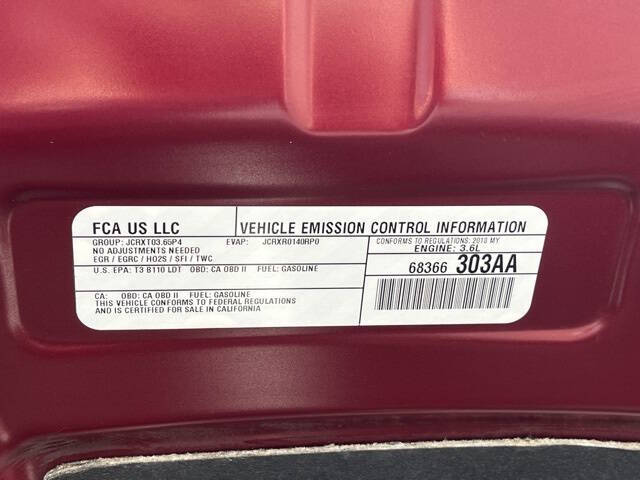 FCA US LLC
VEHICLE EMISSION CONTROL INFORMATION
GROUP: JCRXT03.65P4 EVAP: JCRXR0140RP0
NO ADJUSTMENTS NEEDED
EGR / EGRC / HO2S / SFI / TWC
CONFORMS TO REGULATIONS: 2018 MY
ENGINE: 3.6L
U.S. EPA: T3 B110 LDT OBD: CA OBD II FUEL: GASOLINE
68366 303AA
CA: OBD: CA OBD II FUEL: GASOLINE
THIS VEHICLE CONFORMS TO FEDERAL REGULATIONS
AND IS CERTIFIED FOR SALE IN CALIFORNIA